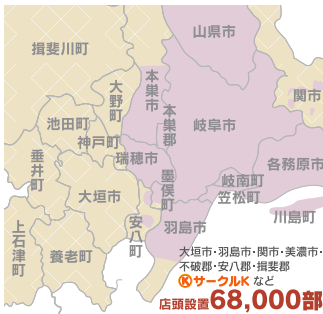 山県市
揖斐川町
関市
大野町
本巣市
本巣郡
池田町
岐阜市
神戸町
垂井町
瑞穂市
各務原市
墨俣町
岐南町
大垣市
笠松町
川島町
安八町
羽島市
上石津町
養老町
大垣市・羽島市・関市・美濃市・
不破郡・安八郡・揖斐郡
ⓀサークルK など
店頭設置68,000部